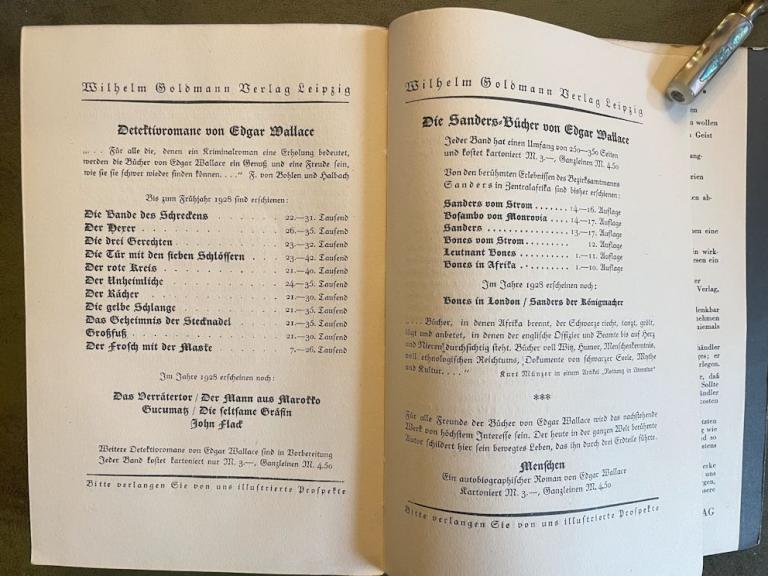 Wilhelm Goldmann Verlag Leipzig
Detektivromane von Edgar Wallace
„. . . Für alle die, denen ein Kriminalroman eine Erholung bedeutet,
werden die Bücher von Edgar Wallace ein Genuß und eine Freude sein,
wie sie sie schwer wieder finden können. . . .“ F. von Bohlen und Halbach
Bis zum Frühjahr 1928 sind erschienen:
Die Bande des Schreckens . . . . . . 22.—31. Tausend
Der Hexer . . . . . . 26.—35. Tausend
Die drei Gerechten . . . . . . 23.—32. Tausend
Die Tür mit den sieben Schlössern . . . . 23.—42. Tausend
Der rote Kreis . . . . . . 21.—40. Tausend
Der Unheimliche . . . . . . 24.—35. Tausend
Der Rächer . . . . . . 21.—30. Tausend
Die gelbe Schlange . . . . . . 21.—35. Tausend
Das Geheimnis der Stecknadel . . . . . 21.—35. Tausend
Großfuß . . . . . . 21.—30. Tausend
Der Frosch mit der Maske . . . . . . 7.—26. Tausend
Im Jahre 1928 erscheinen noch:
Das Verrätertor / Der Mann aus Marokko
Gucumatz / Die seltsame Gräfin
John Flack
Weitere Detektivromane von Edgar Wallace sind in Vorbereitung
Jeder Band kostet kartoniert nur M. 3.—, Ganzleinen M. 4.50
Bitte verlangen Sie von uns illustrierte Prospekte
Wilhelm Goldmann Verlag Leipzig
Die Sanders-Bücher von Edgar Wallace
Jeder Band hat einen Umfang von 250—350 Seiten
und kostet kartoniert M. 3.—, Ganzleinen M. 4.50
Von den berühmten Erlebnissen des Bezirksamtmanns
Sanders in Zentralafrika sind bisher erschienen:
Sanders vom Strom . . . . . . 14.—16. Auflage
Bosambo von Monrovia . . . 14.—17. Auflage
Sanders . . . . . . 13.—17. Auflage
Bones vom Strom . . . . . . 12. Auflage
Leutnant Bones . . . . . . 1.—11. Auflage
Bones in Afrika . . . . . . 1.—10. Auflage
Im Jahre 1928 erscheinen noch:
Bones in London / Sanders der Königmacher
„. . . Bücher, in denen Afrika brennt, der Schwarze riecht, tanzt, grölt,
lügt und anbetet, in denen der englische Offizier und Beamte bis auf Herz
und Nieren durchsichtig steht. Bücher voll Witz, Humor, Menschenkenntnis,
voll ethnologischen Reichtums, Dokumente von schwarzer Seele, Mythe
und Kultur. . . .“ Kurt Münzer in einem Artikel „Rettung in Literatur“
***
Für alle Freunde der Bücher von Edgar Wallace wird das nachstehende
Werk von höchstem Interesse sein. Der heute in der ganzen Welt berühmte
Autor schildert hier sein bewegtes Leben, das ihn durch drei Erdteile führte.
Menschen
Ein autobiographischer Roman von Edgar Wallace
Kartoniert M. 3.—, Ganzleinen M. 4.50
Bitte verlangen Sie von uns illustrierte Prospekte
wollen
Geist
Verlag,
AG